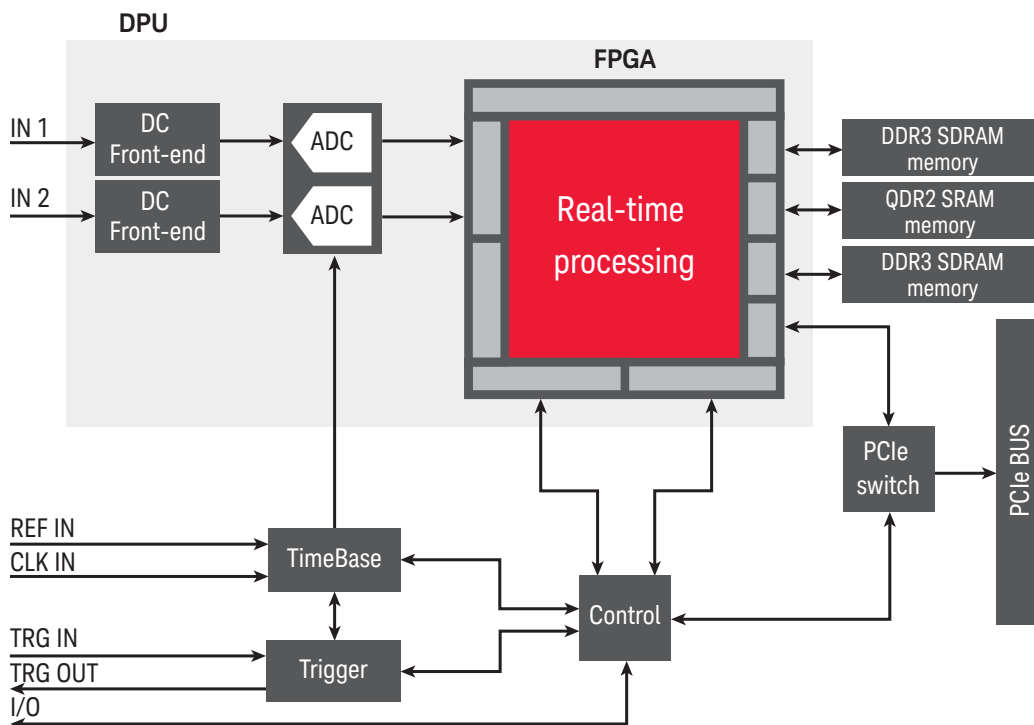 DPU
FPGA
IN 1
DC
Front-end
ADC
IN 2
DC
Front-end
ADC
Real-time
processing
DDR3 SDRAM
memory
QDR2 SRAM
memory
DDR3 SDRAM
memory
PCIe
switch
PCIe BUS
REF IN
CLK IN
TimeBase
Control
TRG IN
TRG OUT
Trigger
I/O